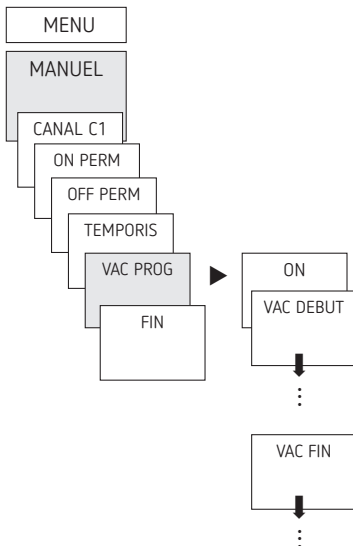 MENU
MANUEL
CANAL C1
ON PERM
OFF PERM
TEMPORIS
VAC PROG
FIN
ON
VAC DEBUT
VAC FIN